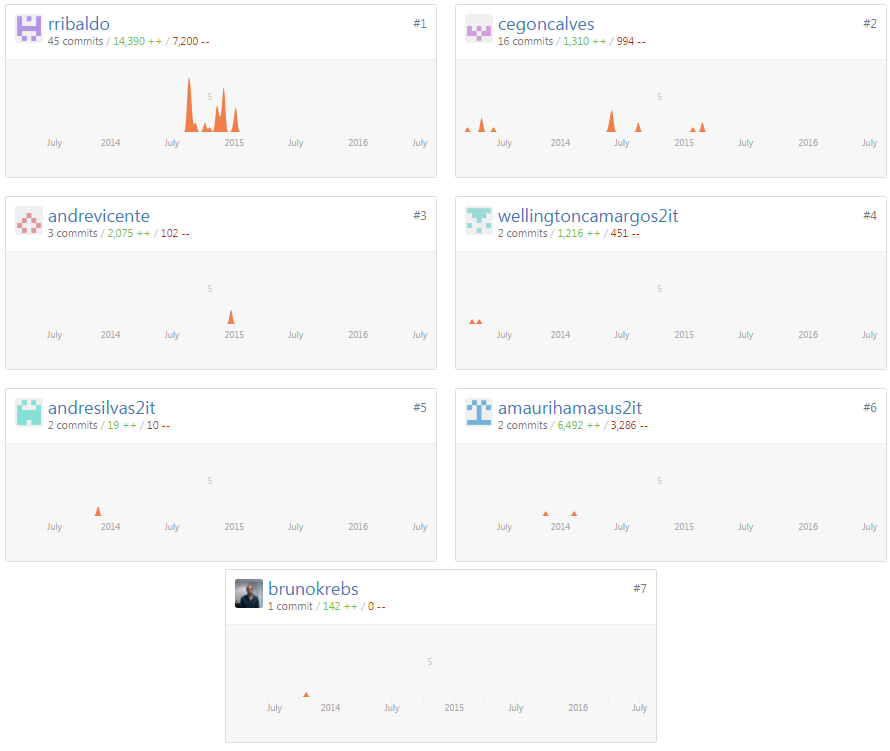 rribaldo #1
45 commits / 14,390 ++ / 7,200 --
5
July 2014 July 2015 July 2016 July
cegoncalves #2
16 commits / 1,310 ++ / 994 --
5
July 2014 July 2015 July 2016 July
andrevicente #3
3 commits / 2,075 ++ / 102 --
5
July 2014 July 2015 July 2016 July
wellingtoncamargos2it #4
2 commits / 1,216 ++ / 451 --
5
July 2014 July 2015 July 2016 July
andresilvas2it #5
2 commits / 19 ++ / 10 --
5
July 2014 July 2015 July 2016 July
amaurihamasus2it #6
2 commits / 6,492 ++ / 3,286 --
5
July 2014 July 2015 July 2016 July
brunokrebs #7
1 commit / 142 ++ / 0 --
5
July 2014 July 2015 July 2016 July